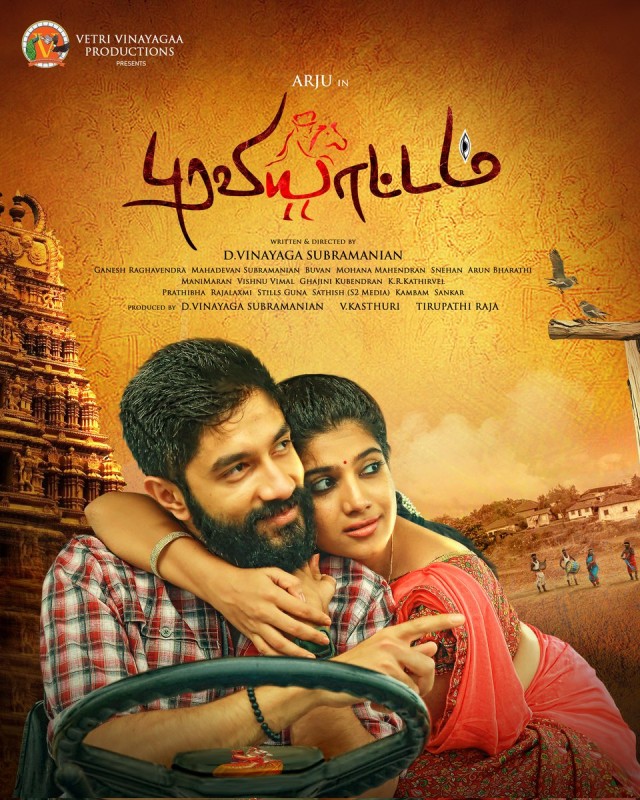 VETRI VINAYAGAA
PRODUCTIONS
PRESENTS
ARJU IN
புரவியாட்டம்
WRITTEN & DIRECTED BY
D.VINAYAGA SUBRAMANIAN
GANESH RAGHAVENDRA MAHADEVAN SUBRAMANIAN BUVAN MOHANA MAHENDRAN SNEHAN ARUN BHARATHI
MANIMARAN VISHNU VIMAL GHAJINI KUBENDRAN K.R.KATHIRVEL
PRATHIBHA RAJALAXMI STILLS GUNA SATHISH (S2 MEDIA) KAMBAM SANKAR
PRODUCED BY D.VINAYAGA SUBRAMANIAN V.KASTHURI TIRUPATHI RAJA